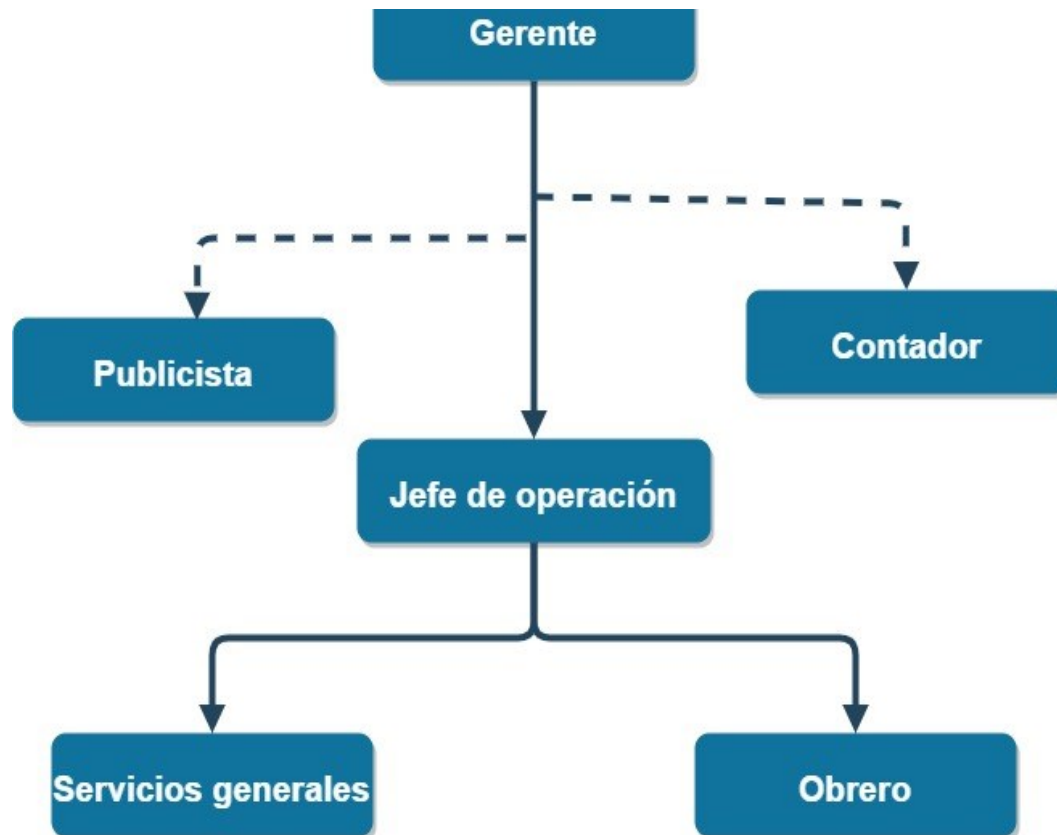 Gerente
Contador
Publicista
Jefe de operación
Servicios generales
Obrero